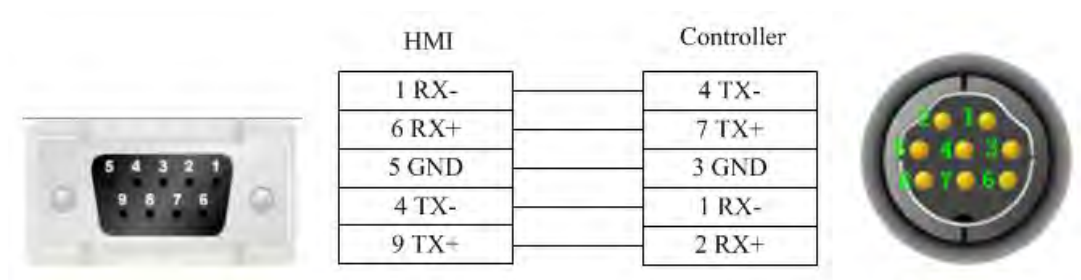 HMI Controller
1 RX- 4 TX-
6 RX+ 7 TX+
5 GND 3 GND
4 TX- 1 RX-
9 TX+ 2 RX+
5 4 3 2 1
9 8 7 6
2 1
5 4 3
8 7 6